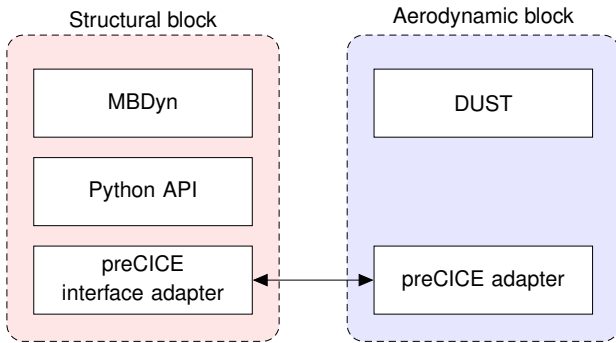 Structural block
MBDyn
Python API
preCICE
interface adapter
Aerodynamic block
DUST
preCICE adapter